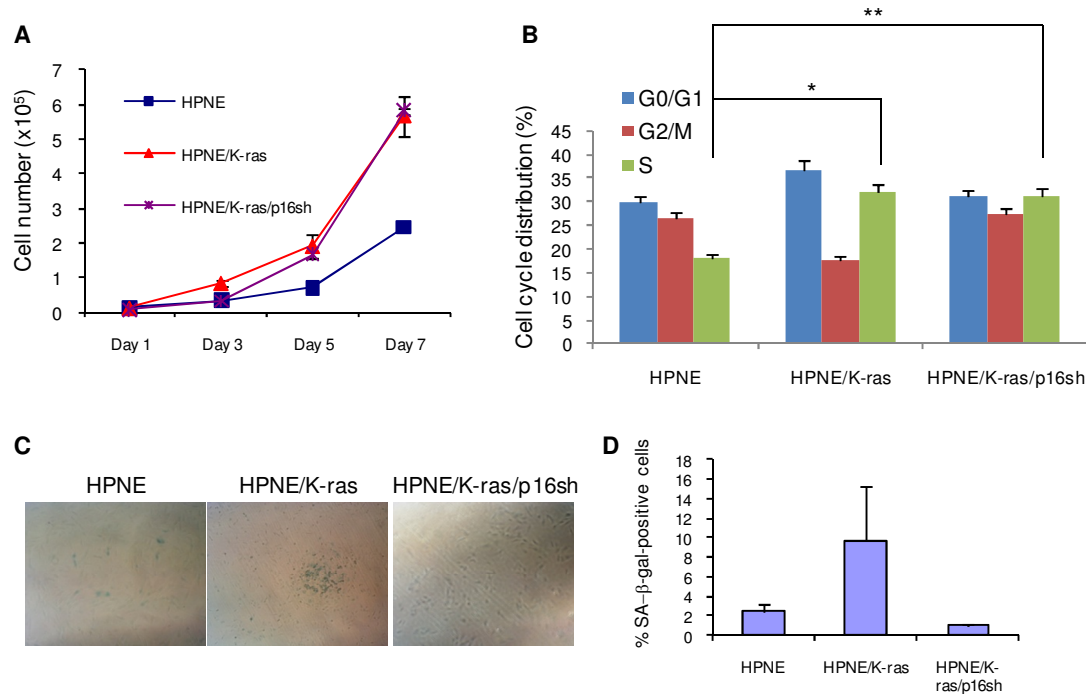 A
Cell number (x10⁵)
7
6
5
4
3
2
1
0
HPNE
HPNE/K-ras
HPNE/K-ras/p16sh
Day 1 Day 3 Day 5 Day 7
B
**
*
G0/G1
G2/M
S
Cell cycle distribution (%)
45
40
35
30
25
20
15
10
5
0
HPNE HPNE/K-ras HPNE/K-ras/p16sh
C
HPNE HPNE/K-ras HPNE/K-ras/p16sh
D
% SA–β-gal-positive cells
18
16
14
12
10
8
6
4
2
0
HPNE HPNE/K-ras HPNE/K-
ras/p16sh